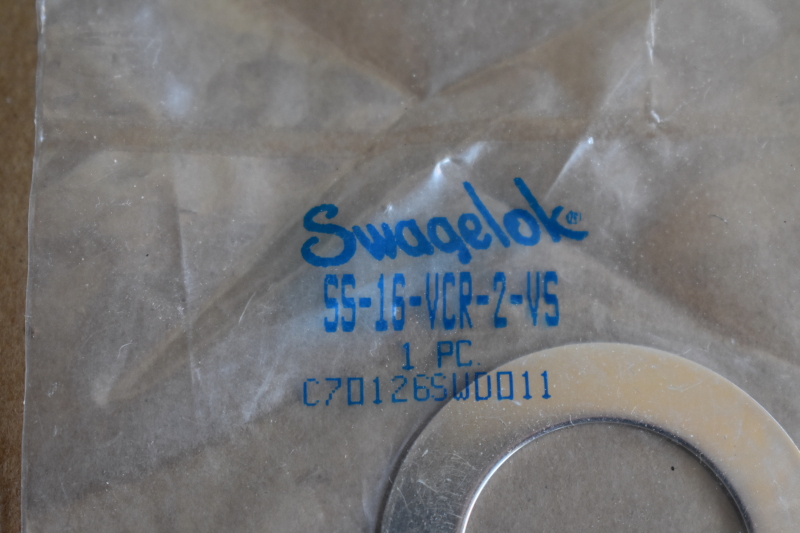 Swagelok®
SS-16-VCR-2-VS
1 PC.
C70126SWD011